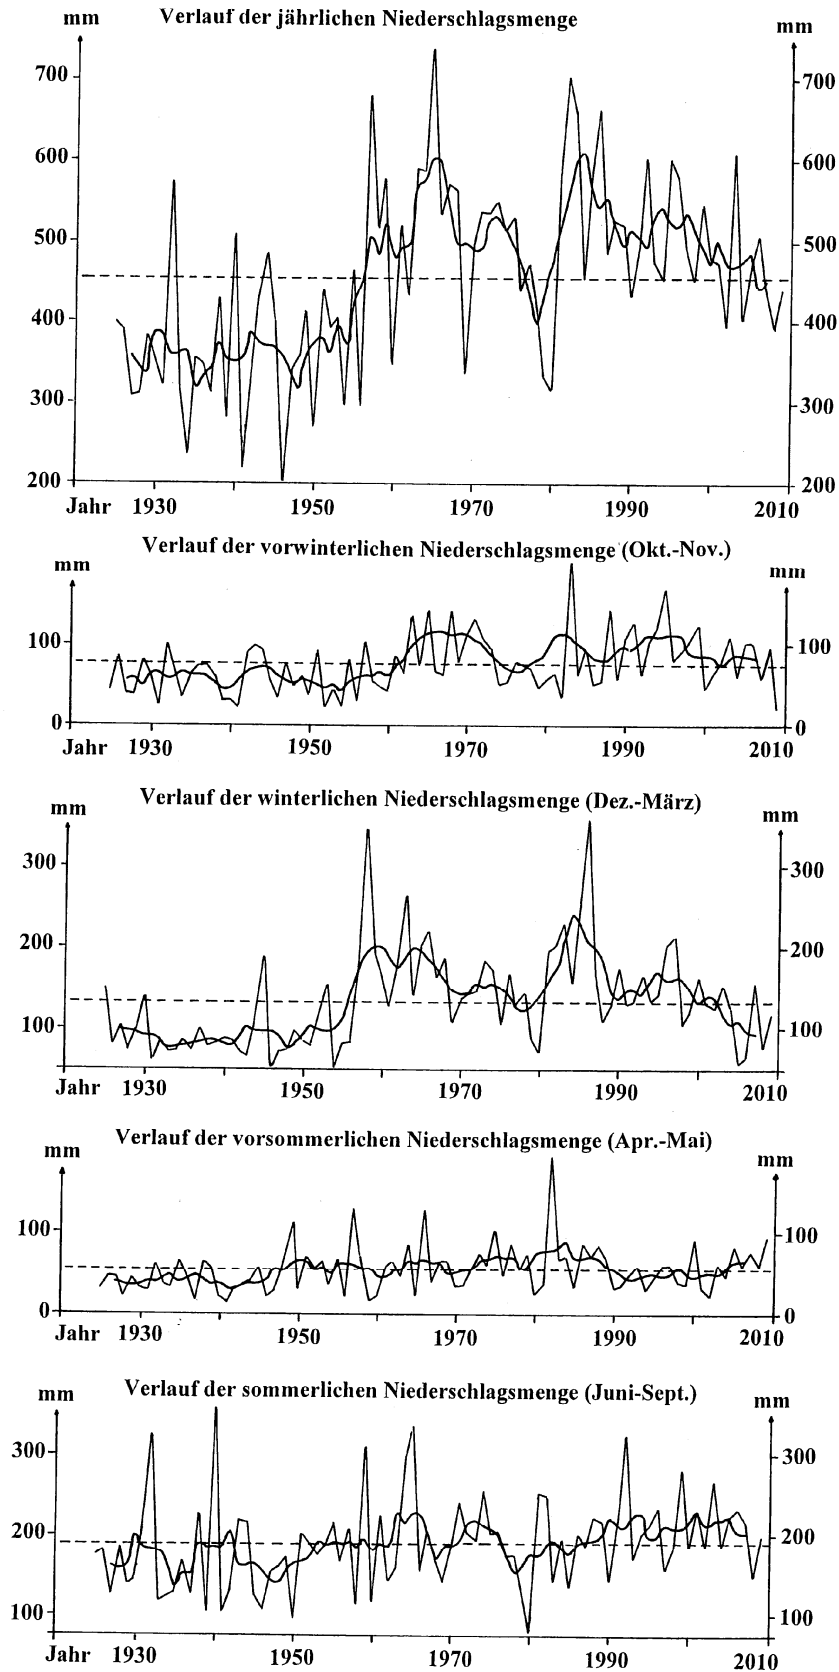 Verlauf der jährlichen Niederschlagsmenge
mm mm
700 700
600 600
500 500
400 400
300 300
200 200
Jahr 1930 1950 1970 1990 2010
Verlauf der vorwinterlichen Niederschlagsmenge (Okt.-Nov.)
mm mm
100 100
0 0
Jahr 1930 1950 1970 1990 2010
Verlauf der winterlichen Niederschlagsmenge (Dez.-März)
mm mm
300 300
200 200
100 100
Jahr 1930 1950 1970 1990 2010
Verlauf der vorsommerlichen Niederschlagsmenge (Apr.-Mai)
mm mm
100 100
0 0
Jahr 1930 1950 1970 1990 2010
Verlauf der sommerlichen Niederschlagsmenge (Juni-Sept.)
mm mm
300 300
200 200
100 100
Jahr 1930 1950 1970 1990 2010